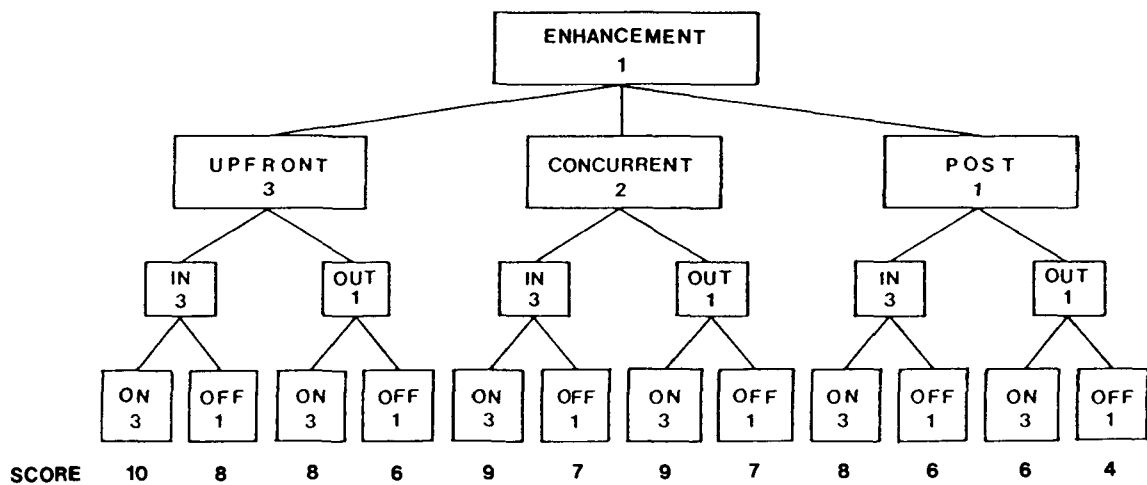 ENHANCEMENT
1
UPFRONT CONCURRENT POST
3 2 1
IN OUT IN OUT IN OUT
3 1 3 1 3 1
ON OFF ON OFF ON OFF ON OFF ON OFF ON OFF
3 1 3 1 3 1 3 1 3 1 3 1
SCORE 10 8 8 6 9 7 9 7 8 6 6 4